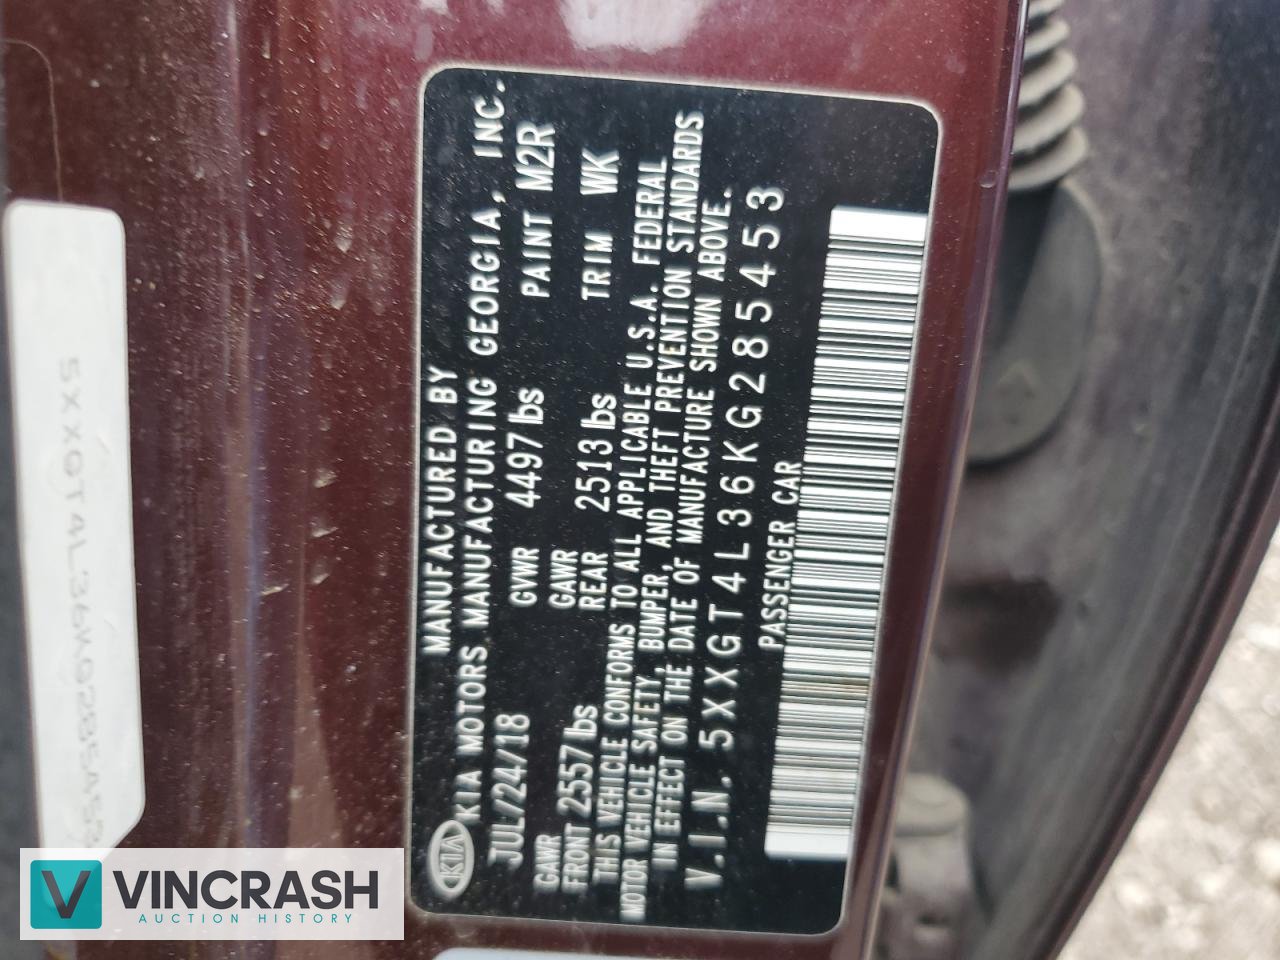 MANUFACTURED BY
KIA KIA MOTORS MANUFACTURING GEORGIA, INC.
JUL/24/18 GVWR 4497 lbs PAINT M2R
GAWR FRONT 2557 lbs GAWR REAR 2513 lbs TRIM WK
THIS VEHICLE CONFORMS TO ALL APPLICABLE U.S.A. FEDERAL
MOTOR VEHICLE SAFETY, BUMPER, AND THEFT PREVENTION STANDARDS
IN EFFECT ON THE DATE OF MANUFACTURE SHOWN ABOVE.
V.I.N. 5XXGT4L36KG285453
PASSENGER CAR
5XXGT4L36KG285453
V VINCRASH
AUCTION HISTORY